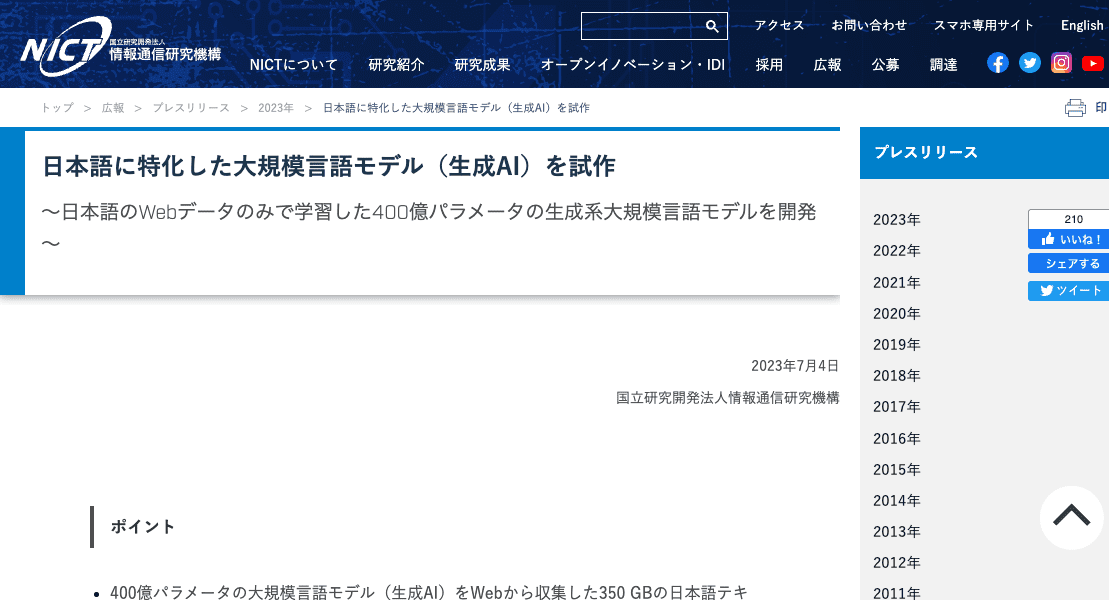 アクセス お問い合わせ スマホ専用サイト English
NICT 国立研究開発法人
情報通信研究機構
NICTについて 研究紹介 研究成果 オープンイノベーション・IDI 採用 広報 公募 調達
トップ > 広報 > プレスリリース > 2023年 > 日本語に特化した大規模言語モデル（生成AI）を試作
印
日本語に特化した大規模言語モデル（生成AI）を試作
～日本語のWebデータのみで学習した400億パラメータの生成系大規模言語モデルを開発
～
2023年7月4日
国立研究開発法人情報通信研究機構
ポイント
• 400億パラメータの大規模言語モデル（生成AI）をWebから収集した350 GBの日本語テキ
プレスリリース
2023年
2022年
2021年
2020年
2019年
2018年
2017年
2016年
2015年
2014年
2013年
2012年
2011年
210
いいね！
シェアする
ツイート